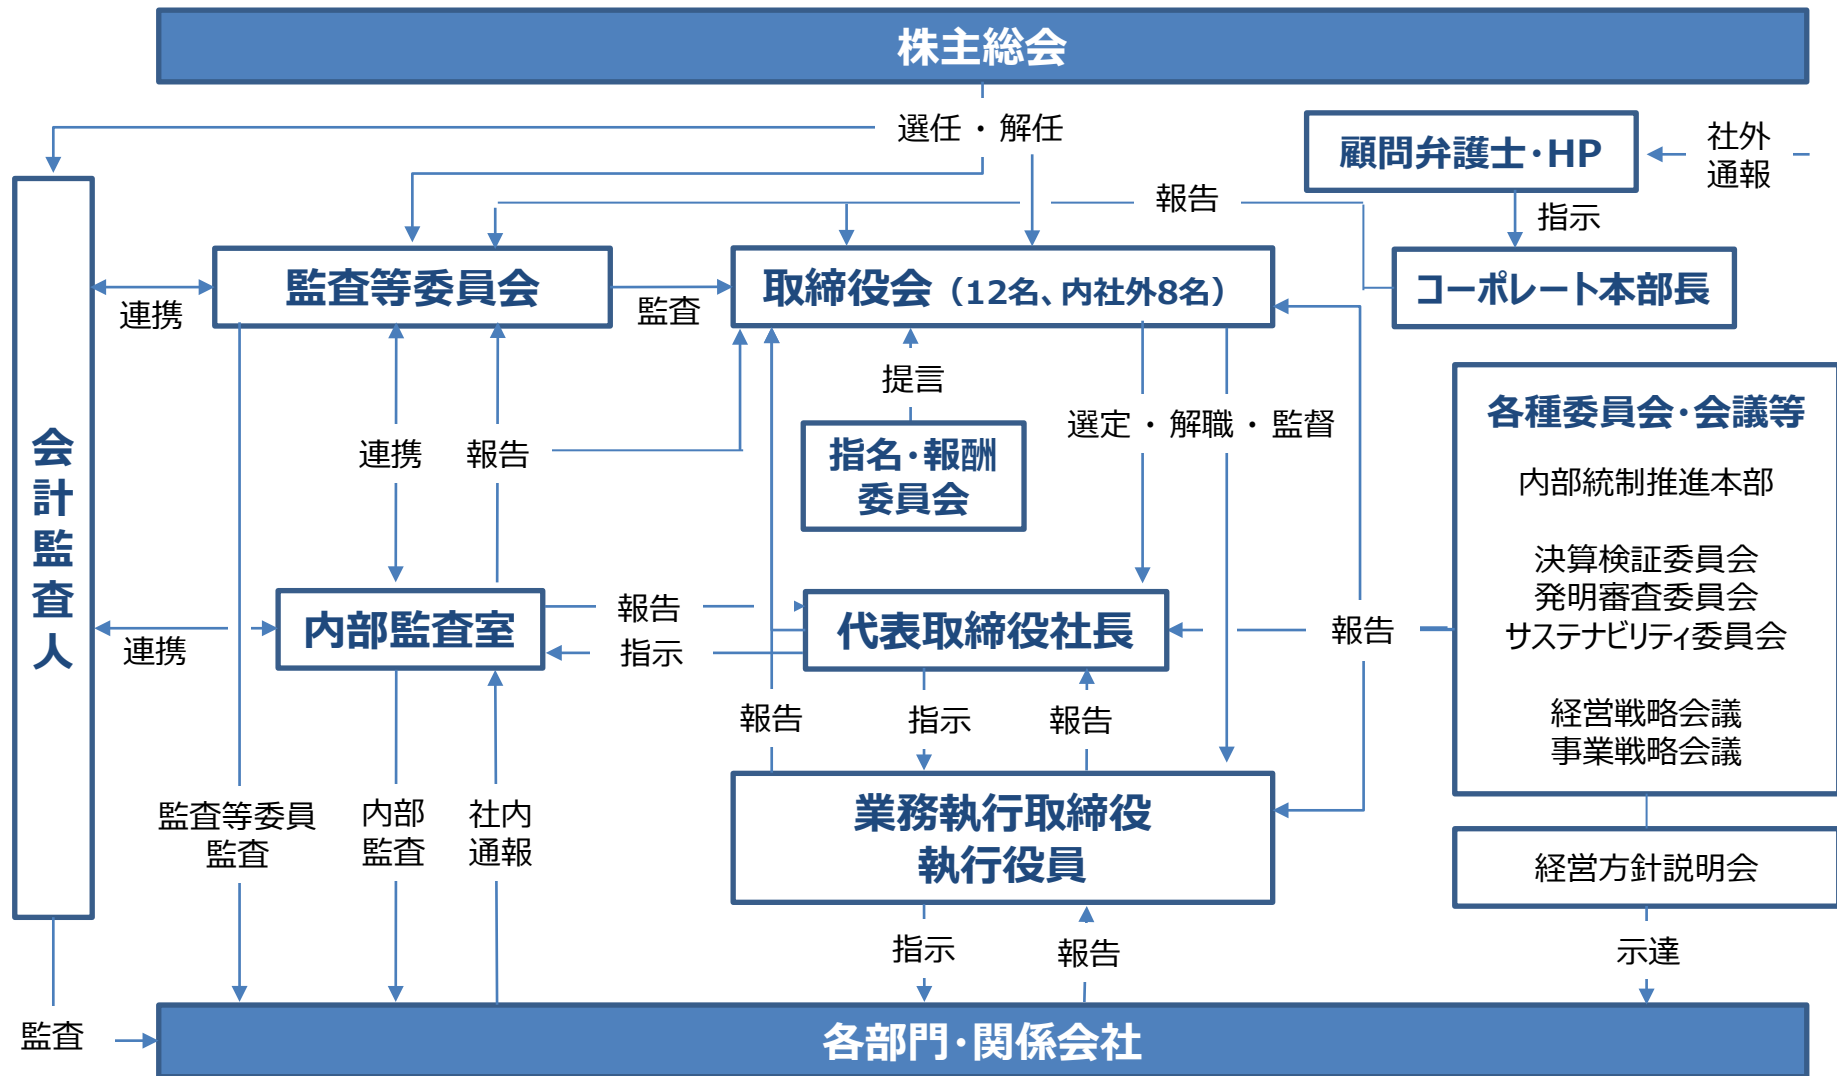 株主総会
選任・解任
顧問弁護士・HP
社外
通報
報告
指示
監査等委員会
取締役会（12名、内社外8名）
コーポレート本部長
連携
監査
提言
選定・解職・監督
各種委員会・会議等
会計監査人
連携
報告
指名・報酬
委員会
内部統制推進本部
決算検証委員会
発明審査委員会
サステナビリティ委員会
経営戦略会議
事業戦略会議
内部監査室
報告
指示
代表取締役社長
報告
連携
報告
指示
報告
監査等委員
監査
内部
監査
社内
通報
業務執行取締役
執行役員
経営方針説明会
指示
報告
示達
監査
各部門・関係会社